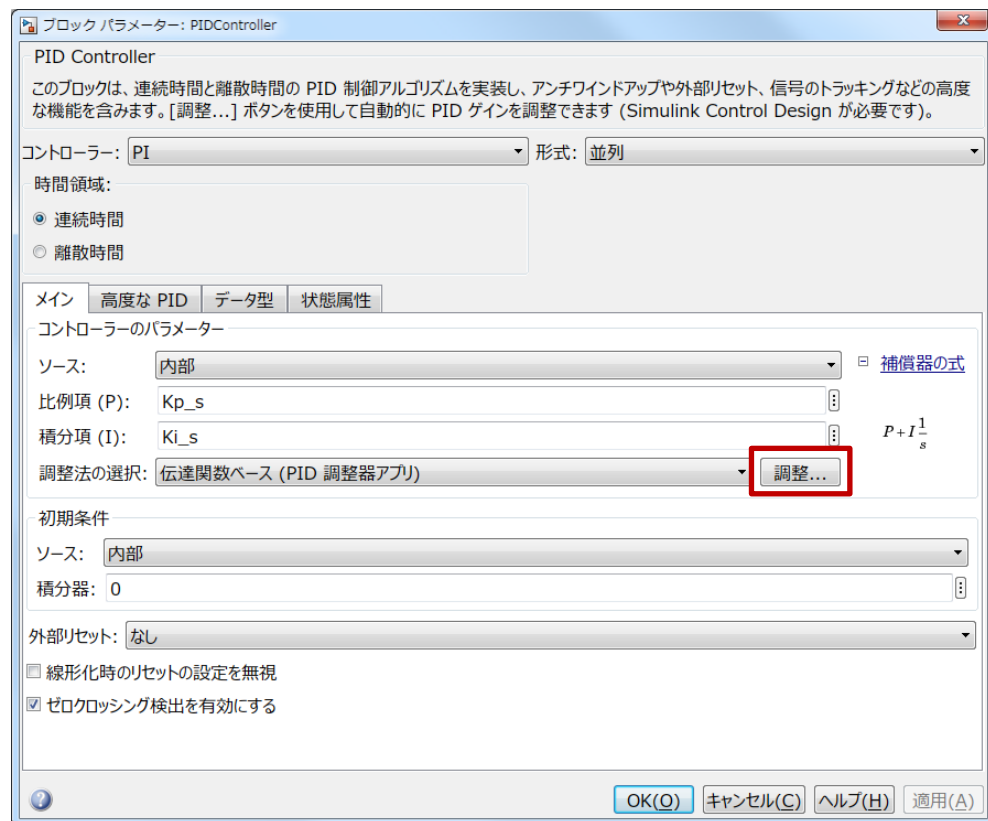 ブロック パラメーター: PIDController
PID Controller
このブロックは、連続時間と離散時間の PID 制御アルゴリズムを実装し、アンチワインドアップや外部リセット、信号のトラッキングなどの高度
な機能を含みます。[調整...] ボタンを使用して自動的に PID ゲインを調整できます (Simulink Control Design が必要です)。
コントローラー: PI 形式: 並列
時間領域:
連続時間
離散時間
メイン 高度な PID データ型 状態属性
コントローラーのパラメーター
ソース: 内部 補償器の式
比例項 (P): Kp_s
積分項 (I): Ki_s P+I 1/s
調整法の選択: 伝達関数ベース (PID 調整器アプリ) 調整...
初期条件
ソース: 内部
積分器: 0
外部リセット: なし
線形化時のリセットの設定を無視
ゼロクロッシング検出を有効にする
OK(O) キャンセル(C) ヘルプ(H) 適用(A)